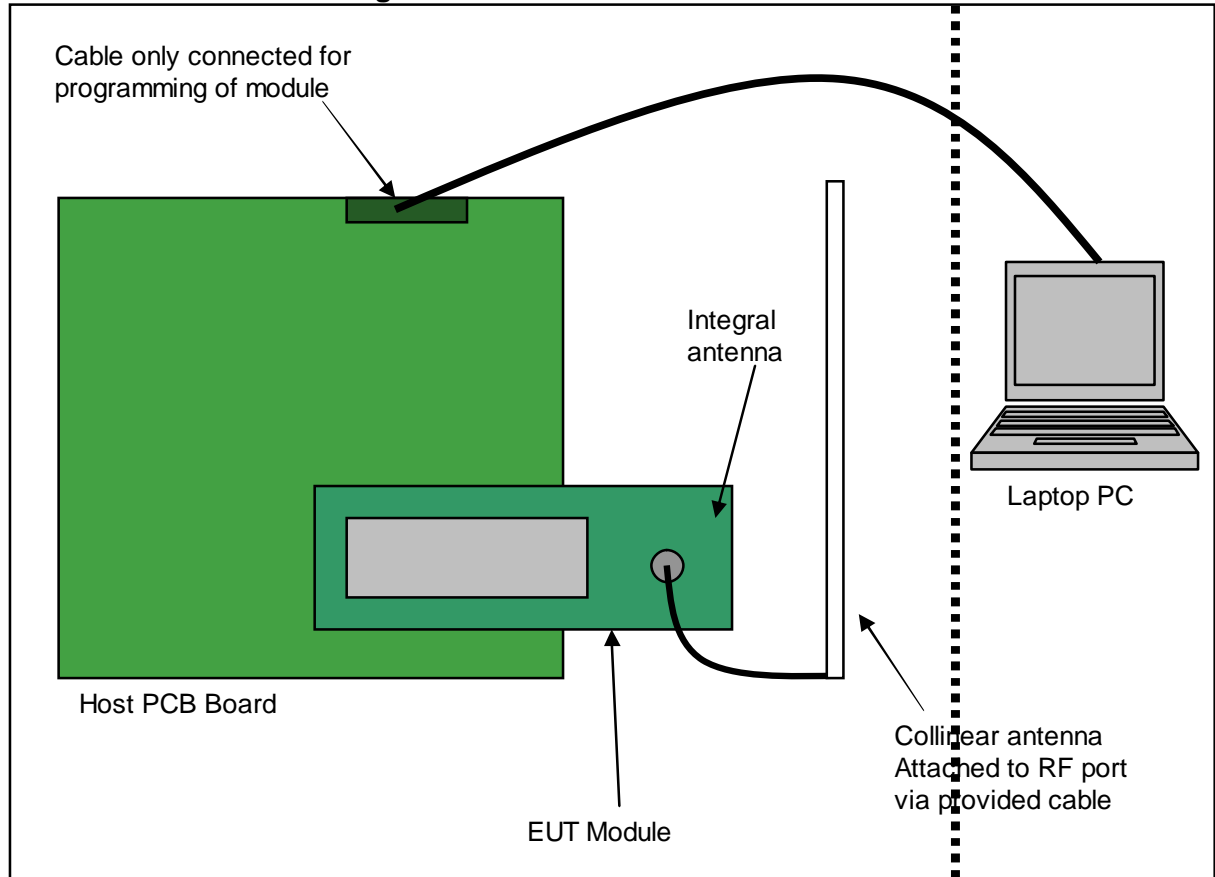 Cable only connected for
programming of module
Integral
antenna
Laptop PC
Host PCB Board
Collinear antenna
Attached to RF port
via provided cable
EUT Module